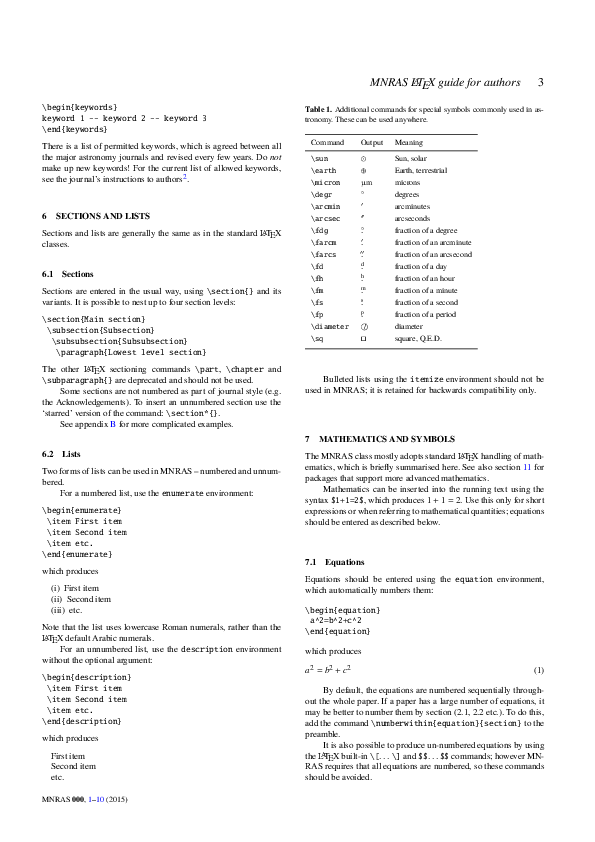 MNRAS LATEX guide for authors 3
\begin{keywords}
keyword 1 -- keyword 2 -- keyword 3
\end{keywords}
There is a list of permitted keywords, which is agreed between all
the major astronomy journals and revised every few years. Do not
make up new keywords! For the current list of allowed keywords,
see the journal's instructions to authors2.
6 SECTIONS AND LISTS
Sections and lists are generally the same as in the standard LATEX
classes.
6.1 Sections
Sections are entered in the usual way, using \section{} and its
variants. It is possible to nest up to four section levels:
\section{Main section}
\subsection{Subsection}
\subsubsection{Subsubsection}
\paragraph{Lowest level section}
The other LATEX sectioning commands \part, \chapter and
\subparagraph{} are deprecated and should not be used.
Some sections are not numbered as part of journal style (e.g.
the Acknowledgements). To insert an unnumbered section use the
'starred' version of the command: \section*{}.
See appendix B for more complicated examples.
6.2 Lists
Two forms of lists can be used in MNRAS – numbered and unnum-
bered.
For a numbered list, use the enumerate environment:
\begin{enumerate}
\item First item
\item Second item
\item etc.
\end{enumerate}
which produces
(i) First item
(ii) Second item
(iii) etc.
Note that the list uses lowercase Roman numerals, rather than the
LATEX default Arabic numerals.
For an unnumbered list, use the description environment
without the optional argument:
\begin{description}
\item First item
\item Second item
\item etc.
\end{description}
which produces
First item
Second item
etc.
Table 1. Additional commands for special symbols commonly used in as-
tronomy. These can be used anywhere.
Command Output Meaning
\sun ⊙ Sun, solar
\earth ⊕ Earth, terrestrial
\micron µm microns
\degr ° degrees
\arcmin ′ arcminutes
\arcsec ″ arcseconds
\fdg °. fraction of a degree
\farcm ′. fraction of an arcminute
\farcs ″. fraction of an arcsecond
\fd d. fraction of a day
\fh h. fraction of an hour
\fm m. fraction of a minute
\fs s. fraction of a second
\fp p. fraction of a period
\diameter ⌀ diameter
\sq □ square, Q.E.D.
Bulleted lists using the itemize environment should not be
used in MNRAS; it is retained for backwards compatibility only.
7 MATHEMATICS AND SYMBOLS
The MNRAS class mostly adopts standard LATEX handling of math-
ematics, which is briefly summarised here. See also section 11 for
packages that support more advanced mathematics.
Mathematics can be inserted into the running text using the
syntax $1+1=2$, which produces 1 + 1 = 2. Use this only for short
expressions or when referring to mathematical quantities; equations
should be entered as described below.
7.1 Equations
Equations should be entered using the equation environment,
which automatically numbers them:
\begin{equation}
a^2=b^2+c^2
\end{equation}
which produces
a² = b² + c² (1)
By default, the equations are numbered sequentially through-
out the whole paper. If a paper has a large number of equations, it
may be better to number them by section (2.1, 2.2 etc.). To do this,
add the command \numberwithin{equation}{section} to the
preamble.
It is also possible to produce un-numbered equations by using
the LATEX built-in \[...\] and $$...$$ commands; however MN-
RAS requires that all equations are numbered, so these commands
should be avoided.
MNRAS 000, 1–10 (2015)